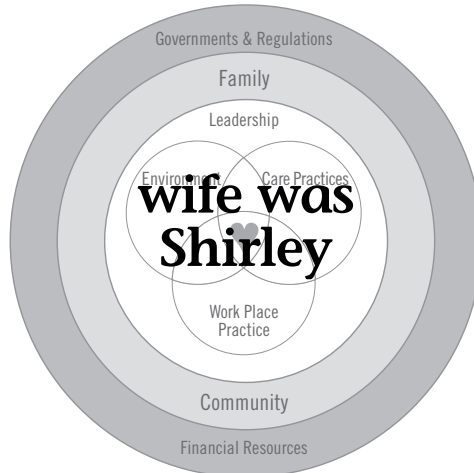 Governments & Regulations
Family
Leadership
Environment
Care Practices
wife was
Shirley
Work Place
Practice
Community
Financial Resources